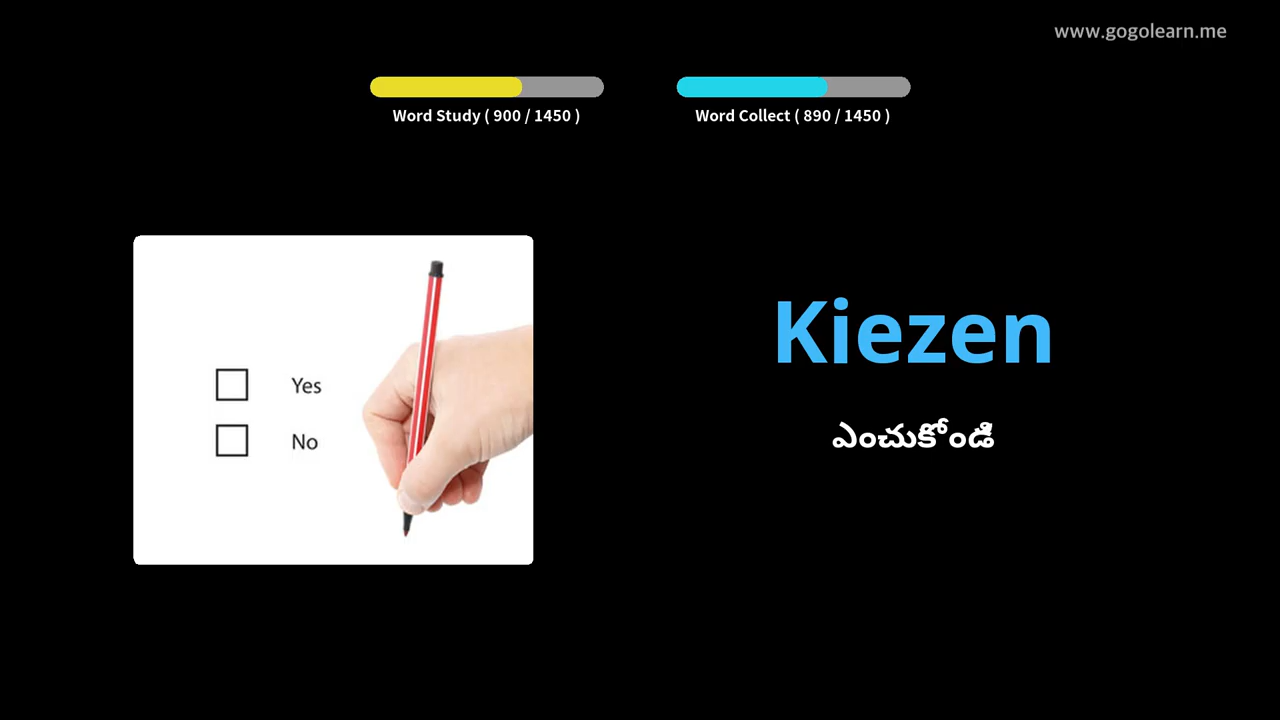 www.gogolearn.me
Word Study ( 900 / 1450 )
Word Collect ( 890 / 1450 )
Yes
No
Kiezen
ఎంచుకోండి